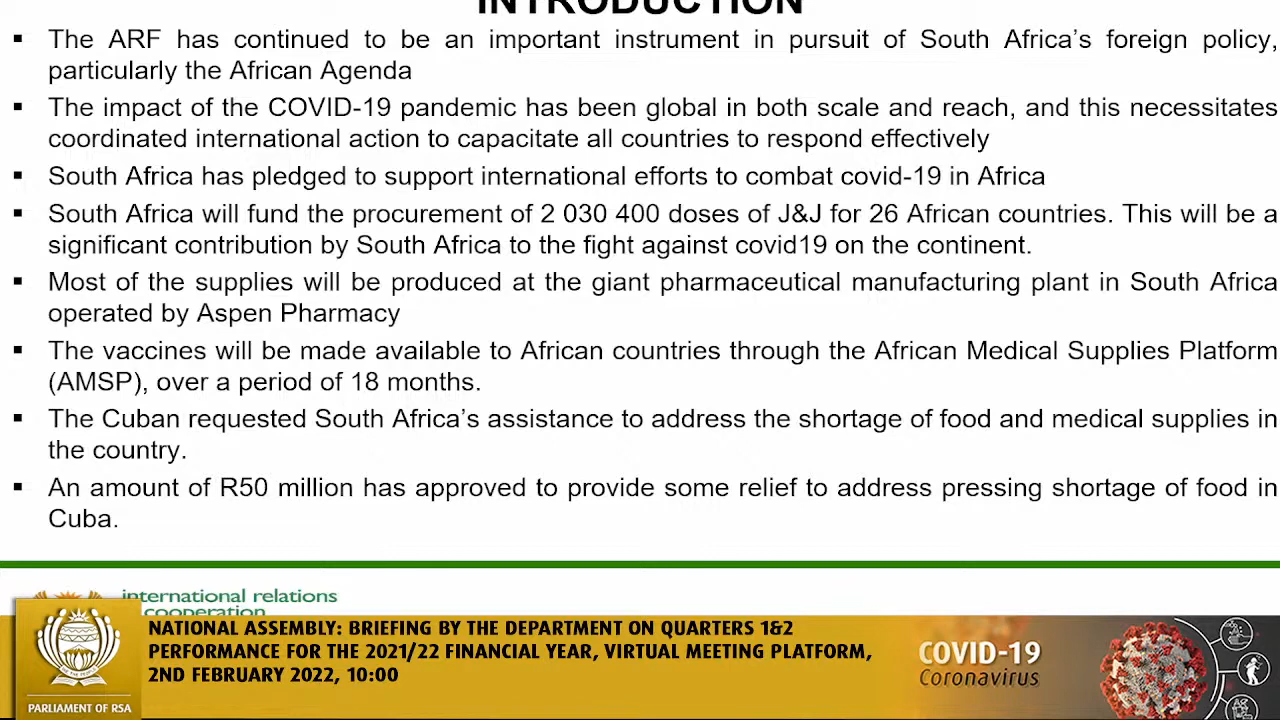 INTRODUCTION
▪ The ARF has continued to be an important instrument in pursuit of South Africa’s foreign policy,
particularly the African Agenda
▪ The impact of the COVID-19 pandemic has been global in both scale and reach, and this necessitates
coordinated international action to capacitate all countries to respond effectively
▪ South Africa has pledged to support international efforts to combat covid-19 in Africa
▪ South Africa will fund the procurement of 2 030 400 doses of J&J for 26 African countries. This will be a
significant contribution by South Africa to the fight against covid19 on the continent.
▪ Most of the supplies will be produced at the giant pharmaceutical manufacturing plant in South Africa
operated by Aspen Pharmacy
▪ The vaccines will be made available to African countries through the African Medical Supplies Platform
(AMSP), over a period of 18 months.
▪ The Cuban requested South Africa’s assistance to address the shortage of food and medical supplies in
the country.
▪ An amount of R50 million has approved to provide some relief to address pressing shortage of food in
Cuba.
international relations
cooperation
NATIONAL ASSEMBLY: BRIEFING BY THE DEPARTMENT ON QUARTERS 1&2
PERFORMANCE FOR THE 2021/22 FINANCIAL YEAR, VIRTUAL MEETING PLATFORM,
2ND FEBRUARY 2022, 10:00
PARLIAMENT OF RSA
COVID-19
Coronavirus